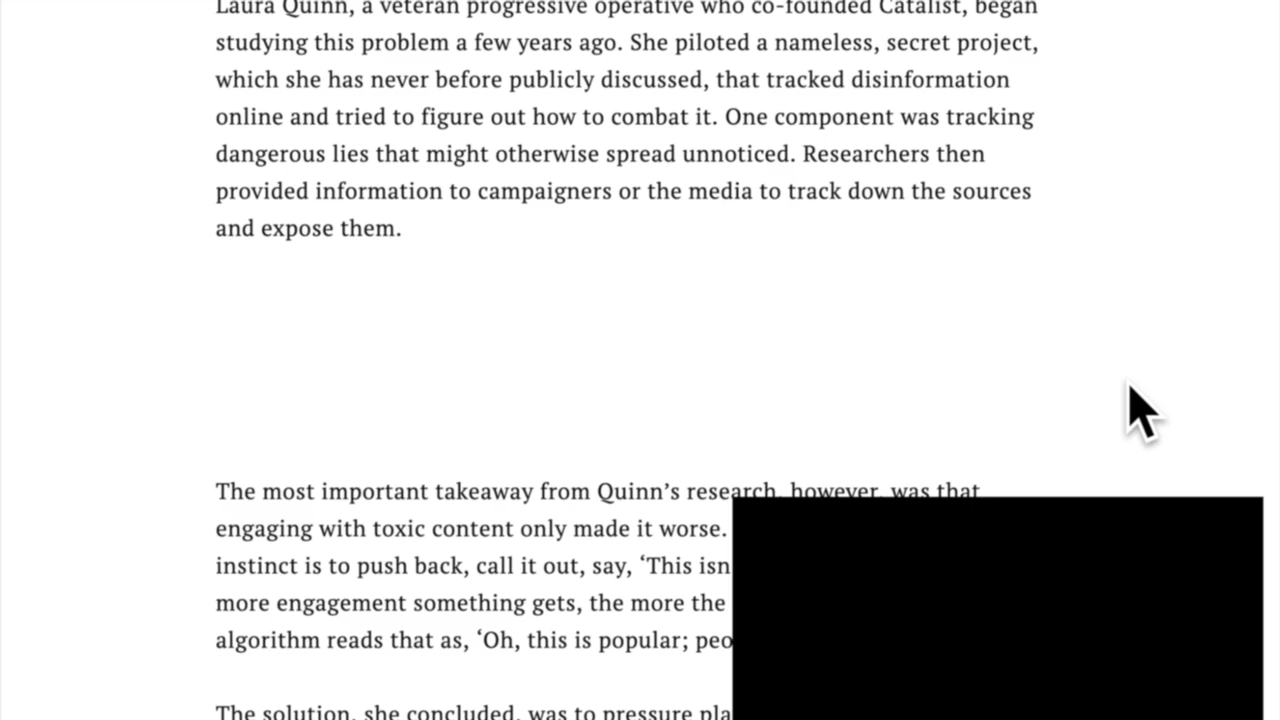 Laura Quinn, a veteran progressive operative who co-founded Catalist, began
studying this problem a few years ago. She piloted a nameless, secret project,
which she has never before publicly discussed, that tracked disinformation
online and tried to figure out how to combat it. One component was tracking
dangerous lies that might otherwise spread unnoticed. Researchers then
provided information to campaigners or the media to track down the sources
and expose them.
The most important takeaway from Quinn’s research, however, was that
engaging with toxic content only made it worse.
instinct is to push back, call it out, say, ‘This isn
more engagement something gets, the more the
algorithm reads that as, ‘Oh, this is popular; peo
The solution, she concluded, was to pressure pla